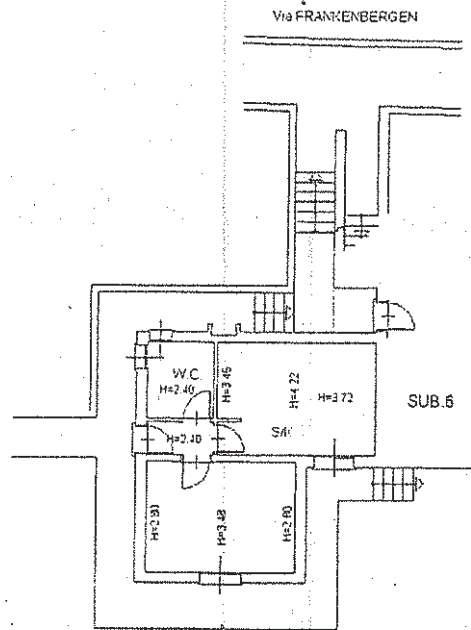 Via FRANKENBERGEN
W.C.
H=2.40
H=3.45
H=4.22
H=3.72
SUB.6
H=2.40
H=2.80
H=3.48
H=2.80